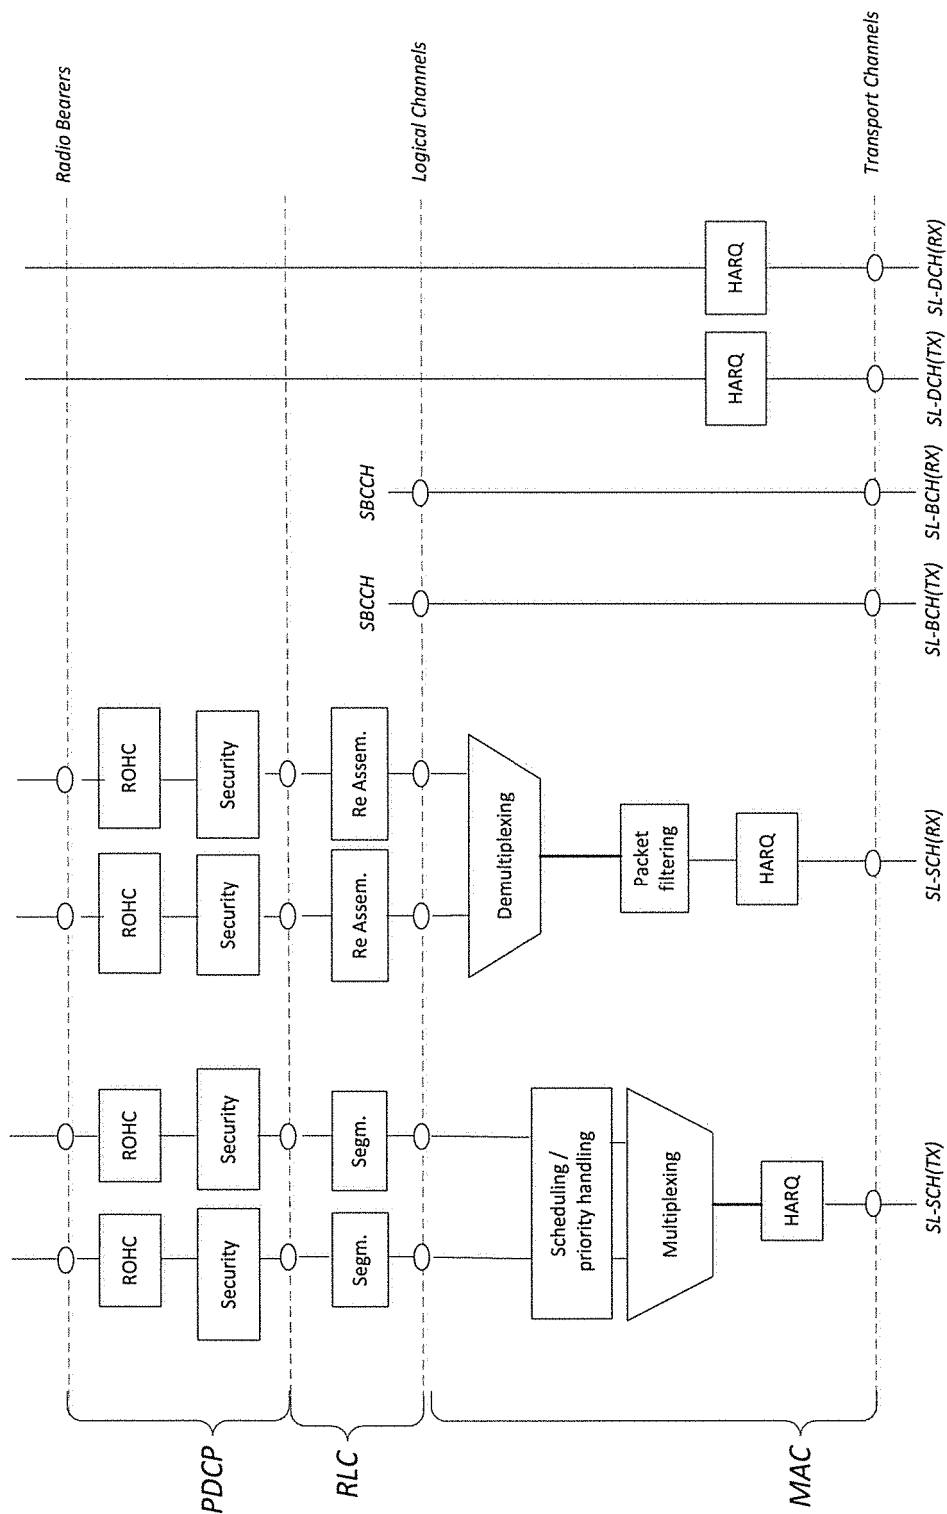 Radio Bearers
ROHC
ROHC
ROHC
ROHC
PDCP
Security
Security
Security
Security
RLC
Segm.
Segm.
Re Assem.
Re Assem.
SBCCH
SBCCH
Logical Channels
Demultiplexing
Scheduling /
priority handling
Packet
filtering
Multiplexing
HARQ
HARQ
HARQ
HARQ
MAC
Transport Channels
SL-SCH(TX)
SL-SCH(RX)
SL-BCH(TX)
SL-BCH(RX)
SL-DCH(TX)
SL-DCH(RX)